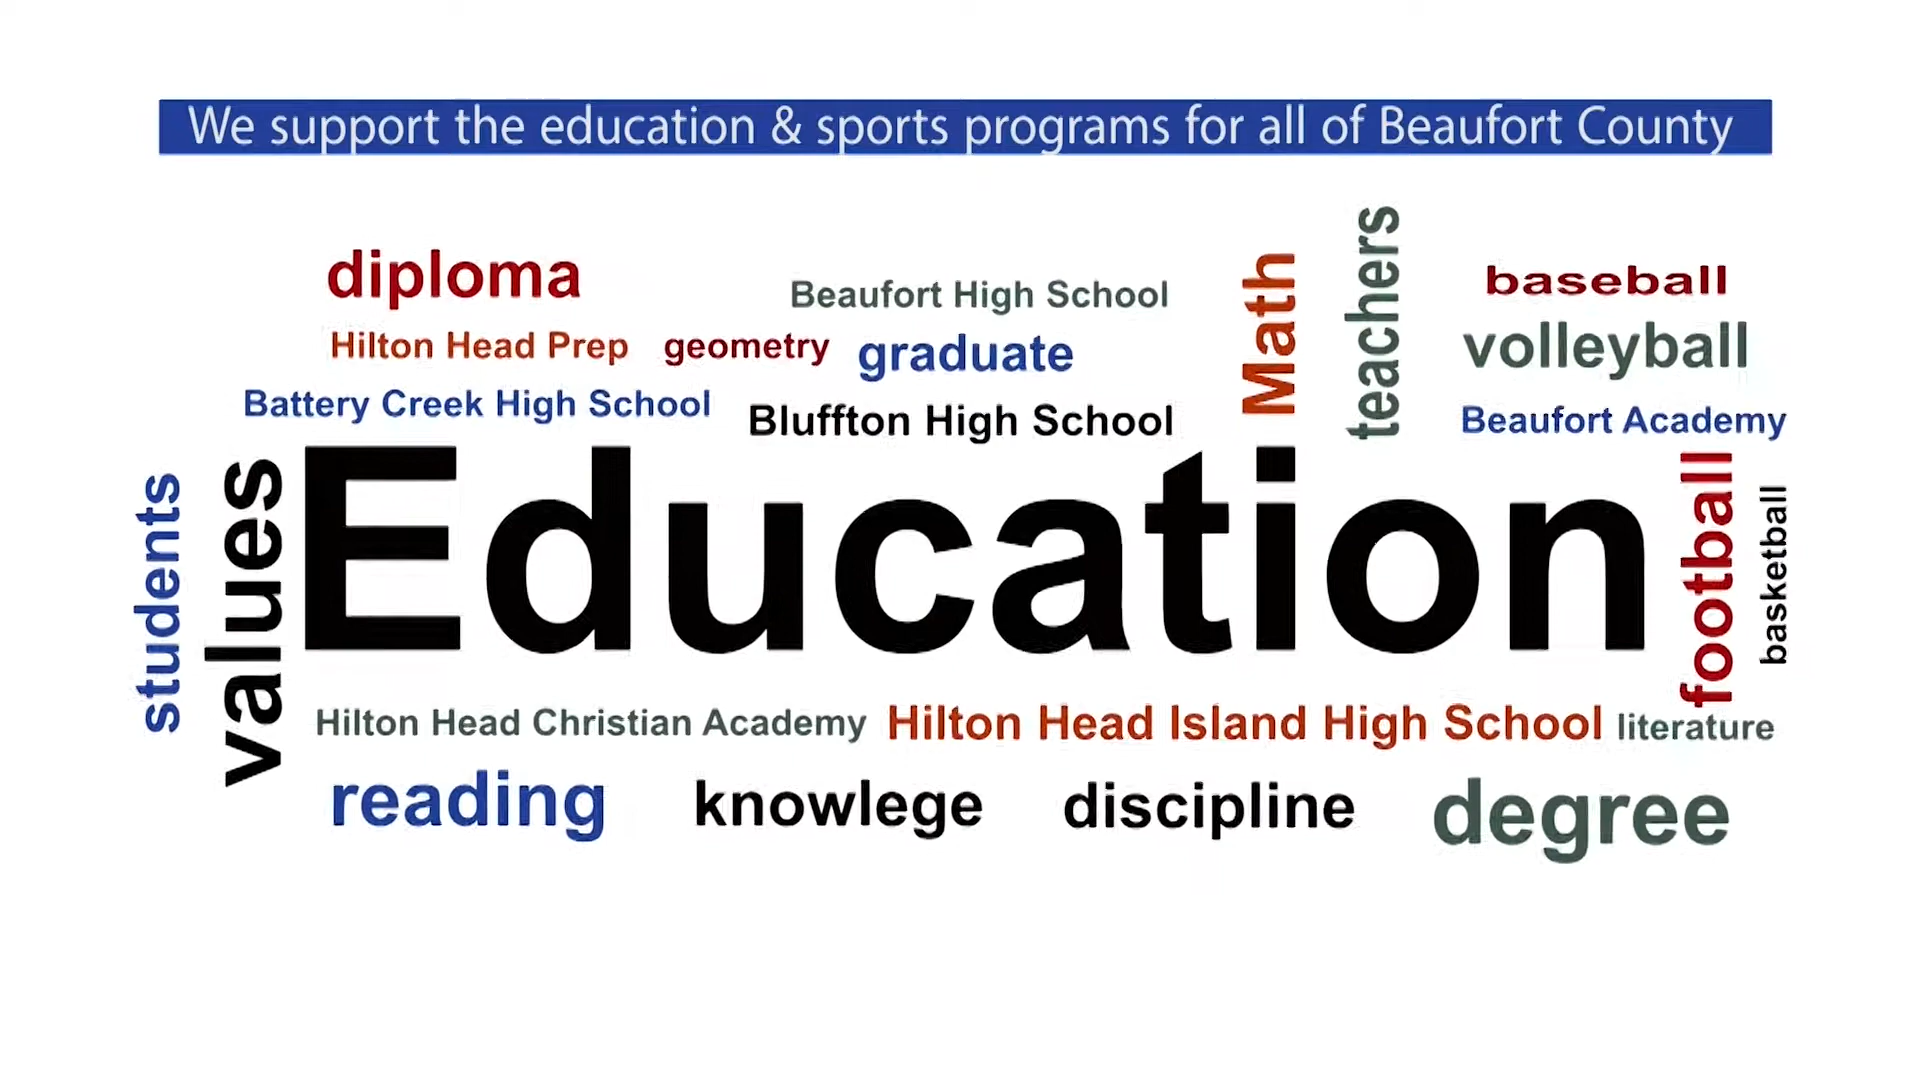 We support the education & sports programs for all of Beaufort County
diploma
Beaufort High School
Math
teachers
baseball
Hilton Head Prep
geometry
graduate
volleyball
Battery Creek High School
Bluffton High School
Beaufort Academy
students
values
Education
football
basketball
Hilton Head Christian Academy
Hilton Head Island High School
literature
reading
knowlege
discipline
degree